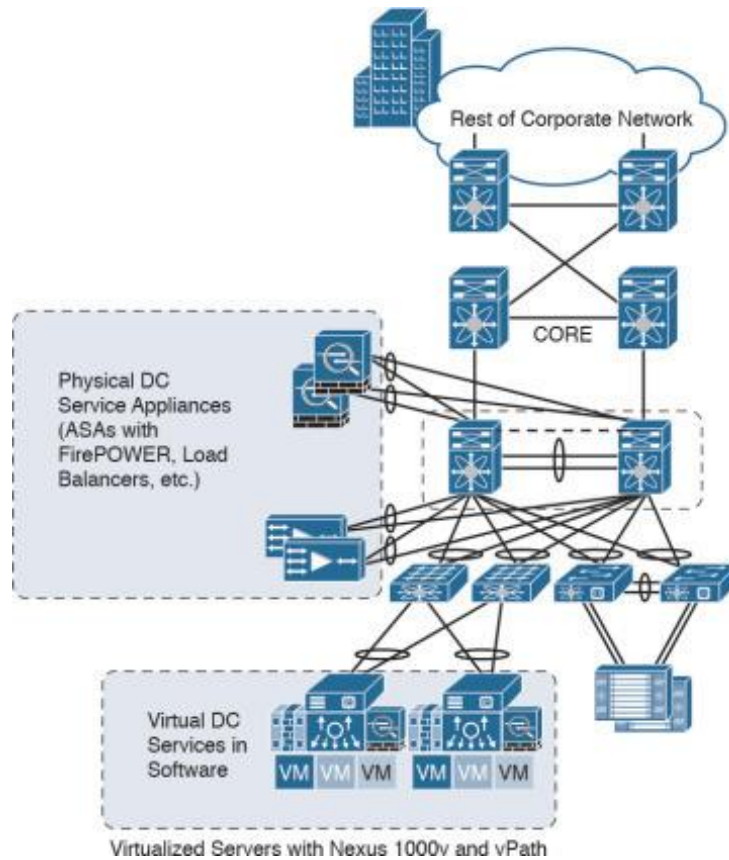 Rest of Corporate Network
CORE
Physical DC
Service Appliances
(ASAs with
FirePOWER, Load
Balancers, etc.)
Virtual DC
Services in
Software
VM VM VM VM VM VM
Virtualized Servers with Nexus 1000v and vPath